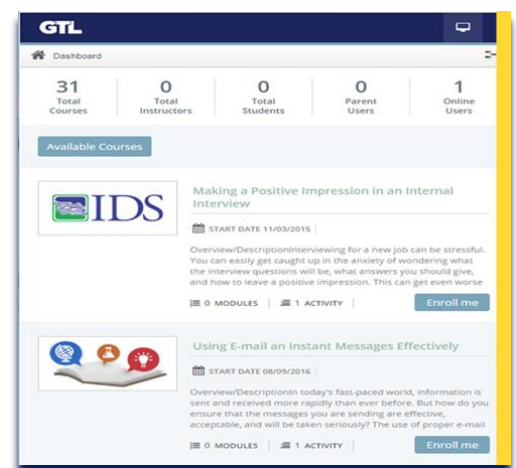 GTL
Dashboard
31
Total
Courses
0
Total
Instructors
0
Total
Students
0
Parent
Users
1
Online
Users
Available Courses
IDS
Making a Positive Impression in an Internal
Interview
START DATE 11/03/2015
Overview/DescriptionInterviewing for a new job can be stressful.
You can easily get caught up in the anxiety of wondering what
the interview questions will be, what answers you should give,
and how to leave a positive impression. This can get even worse
0 MODULES | 1 ACTIVITY |
Enroll me
Using E-mail an Instant Messages Effectively
START DATE 08/09/2016
Overview/DescriptionIn today's fast-paced world, information is
sent and received more rapidly than ever before. But how do you
ensure that the messages you are sending are effective,
acceptable, and will be taken seriously? The use of proper e-mail
0 MODULES | 1 ACTIVITY |
Enroll me